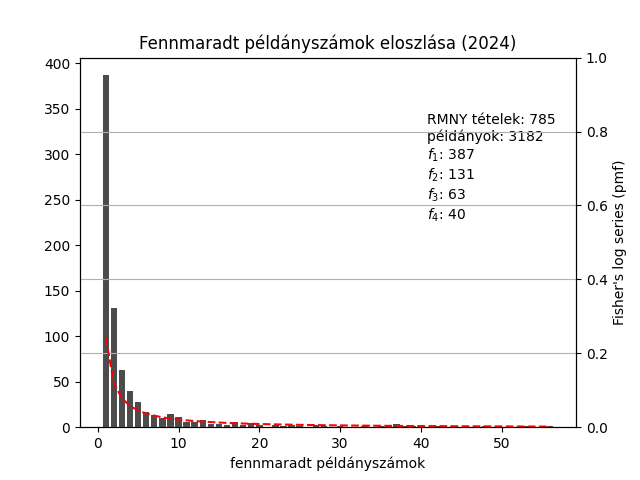 Fennmaradt példányszámok eloszlása (2024)
400
350
300
250
200
150
100
50
0
1.0
0.8
0.6
0.4
0.2
0.0
RMNY tételek: 785
példányok: 3182
f₁: 387
f₂: 131
f₃: 63
f₄: 40
Fisher's log series (pmf)
0 10 20 30 40 50
fennmaradt példányszámok